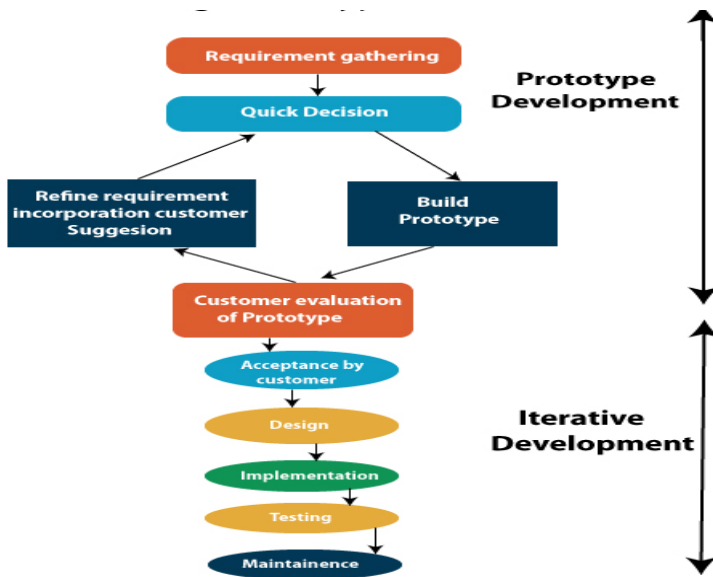 Requirement gathering
Prototype
Development
Quick Decision
Refine requirement
incorporation customer
Suggesion
Build
Prototype
Customer evaluation
of Prototype
Acceptance by
customer
Design
Iterative
Development
Implementation
Testing
Maintainence